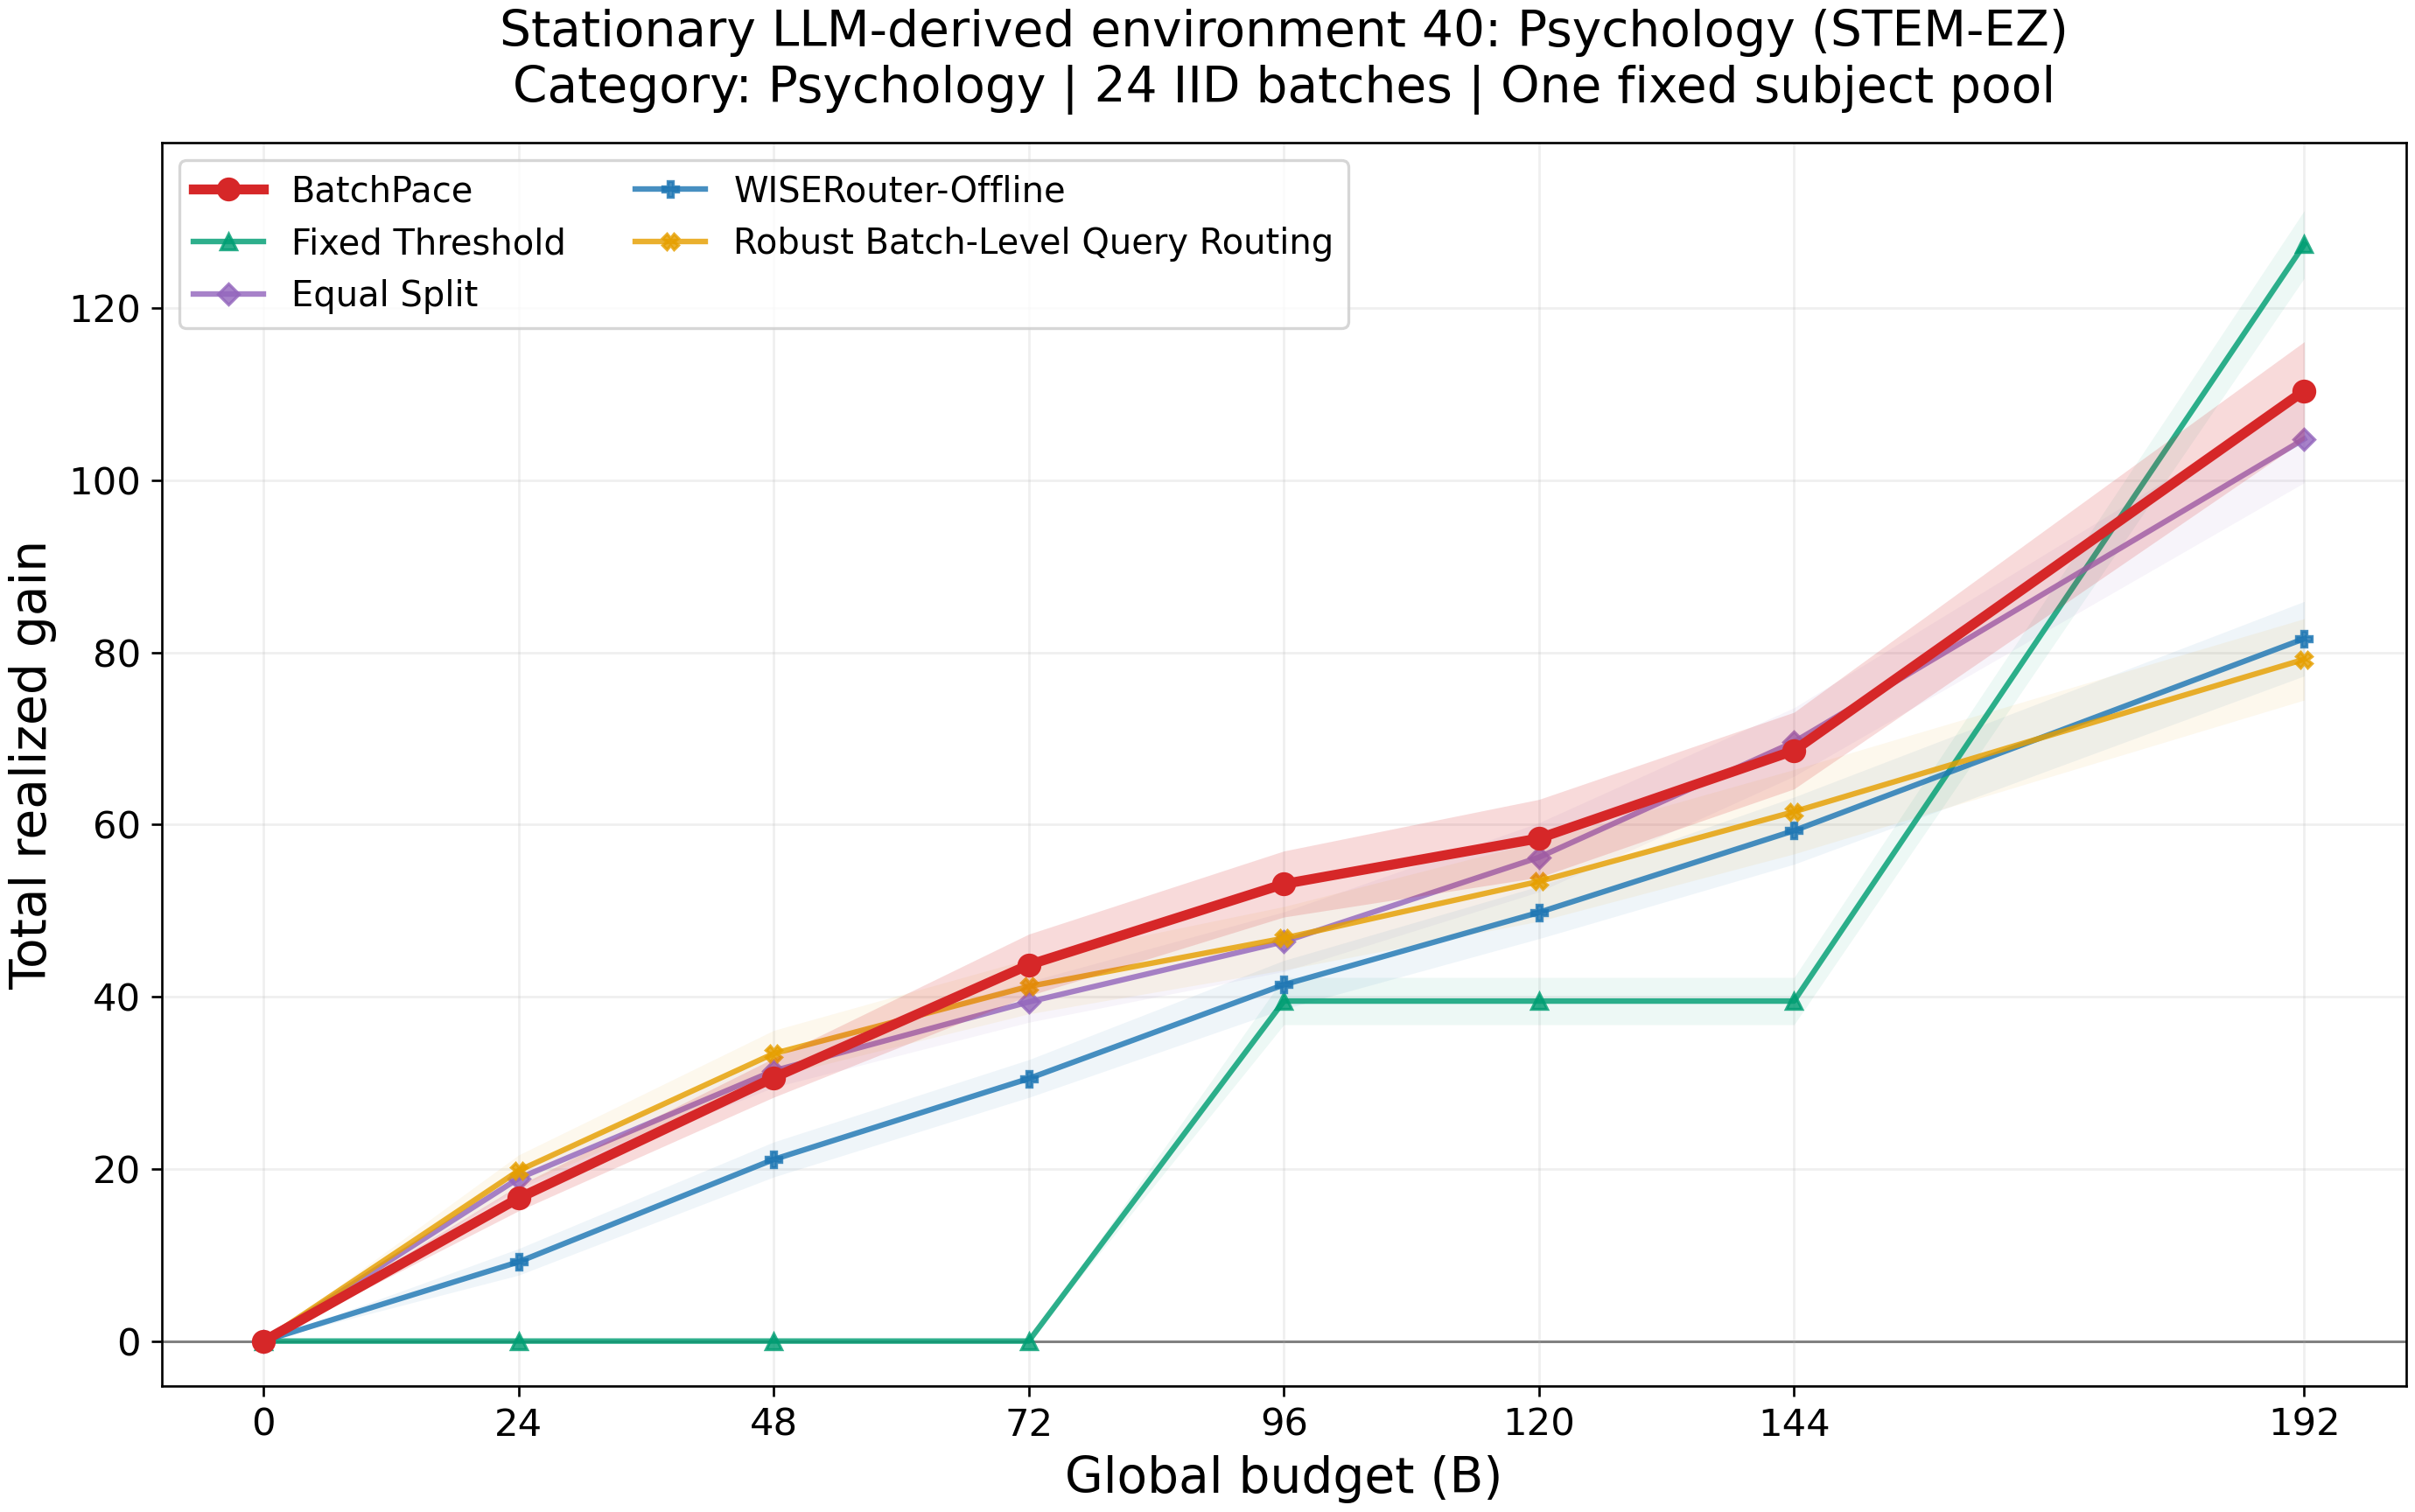 Stationary LLM-derived environment 40: Psychology (STEM-EZ)
Category: Psychology | 24 IID batches | One fixed subject pool
BatchPace
Fixed Threshold
Equal Split
WISERouter-Offline
Robust Batch-Level Query Routing
Total realized gain
120
100
80
60
40
20
0
0 24 48 72 96 120 144 192
Global budget (B)